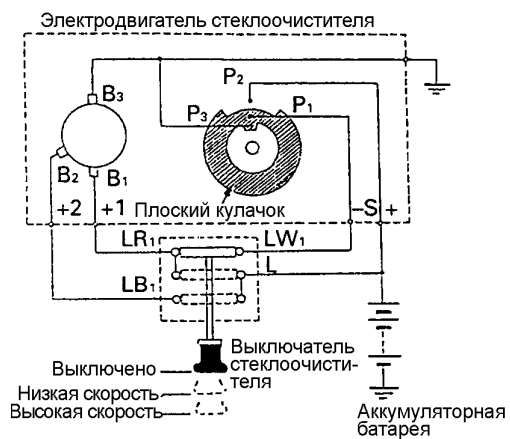 Электродвигатель стеклоочистителя
B3
P2
P3
P1
B2
B1
+2
+1
Плоский кулачок
–S
+
LR1
LW1
L
LB1
Выключено
Выключатель
стеклоочисти-
теля
Низкая скорость
Высокая скорость
Аккумуляторная
батарея